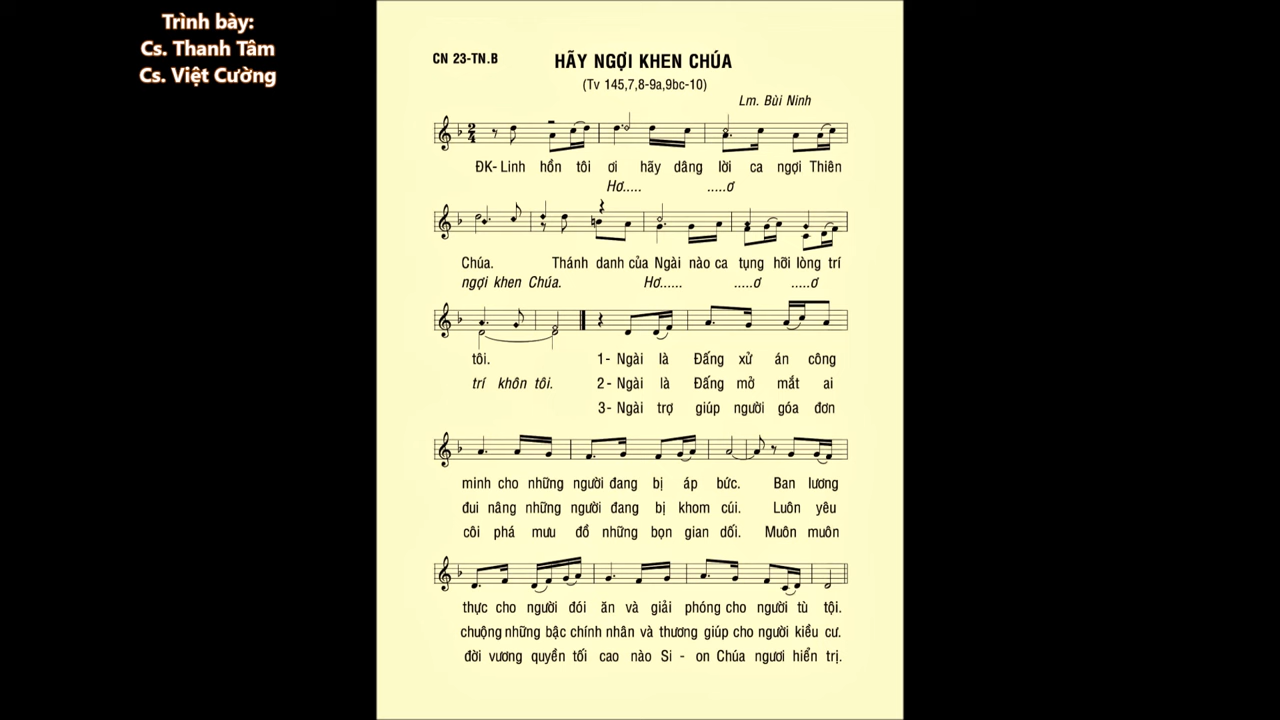 Trình bày:
Cs. Thanh Tâm
Cs. Việt Cường
CN 23-TN.B
HÃY NGỢI KHEN CHÚA
(Tv 145,7,8-9a,9bc-10)
Lm. Bùi Ninh
ĐK- Linh hồn tôi ơi hãy dâng lời ca ngợi Thiên
Hơ..... .....ơ
Chúa. Thánh danh của Ngài nào ca tụng hỡi lòng trí
ngợi khen Chúa. Hơ...... .....ơ .....ơ
tôi. 1- Ngài là Đấng xử án công
trí khôn tôi. 2- Ngài là Đấng mở mắt ai
3- Ngài trợ giúp người góa đơn
minh cho những người đang bị áp bức. Ban lương
đui nâng những người đang bị khom cúi. Luôn yêu
côi phá mưu đồ những bọn gian dối. Muôn muôn
thực cho người đói ăn và giải phóng cho người tù tội.
chuộng những bậc chính nhân và thương giúp cho người kiều cư.
đời vương quyền tối cao nào Si - on Chúa ngươi hiển trị.